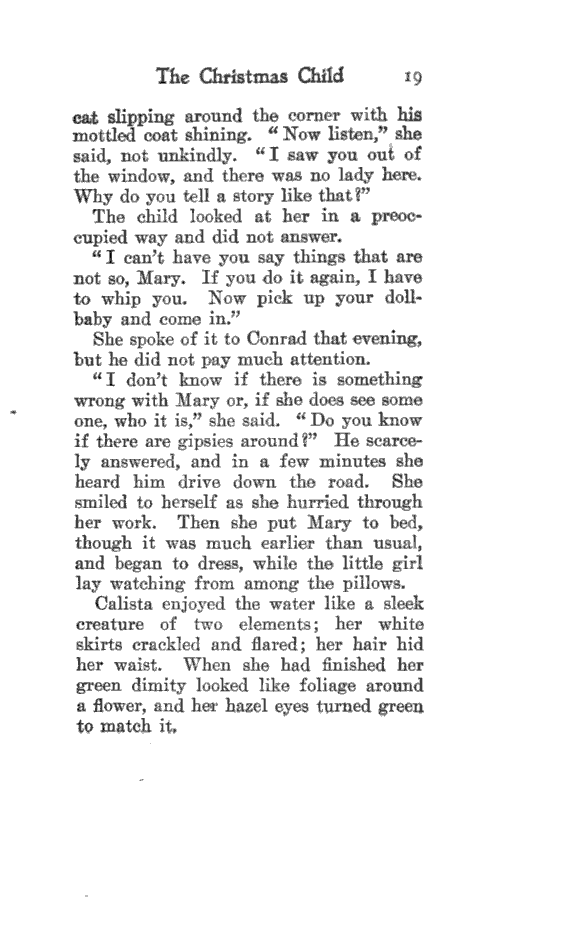 The Christmas Child 19
cat slipping around the corner with his
mottled coat shining. “Now listen,” she
said, not unkindly. “I saw you out of
the window, and there was no lady here.
Why do you tell a story like that?”
The child looked at her in a preoc-
cupied way and did not answer.
“I can’t have you say things that are
not so, Mary. If you do it again, I have
to whip you. Now pick up your doll-
baby and come in.”
She spoke of it to Conrad that evening,
but he did not pay much attention.
“I don’t know if there is something
wrong with Mary or, if she does see some
one, who it is,” she said. “Do you know
if there are gipsies around?” He scarce-
ly answered, and in a few minutes she
heard him drive down the road. She
smiled to herself as she hurried through
her work. Then she put Mary to bed,
though it was much earlier than usual,
and began to dress, while the little girl
lay watching from among the pillows.
Calista enjoyed the water like a sleek
creature of two elements; her white
skirts crackled and flared; her hair hid
her waist. When she had finished her
green dimity looked like foliage around
a flower, and her hazel eyes turned green
to match it.